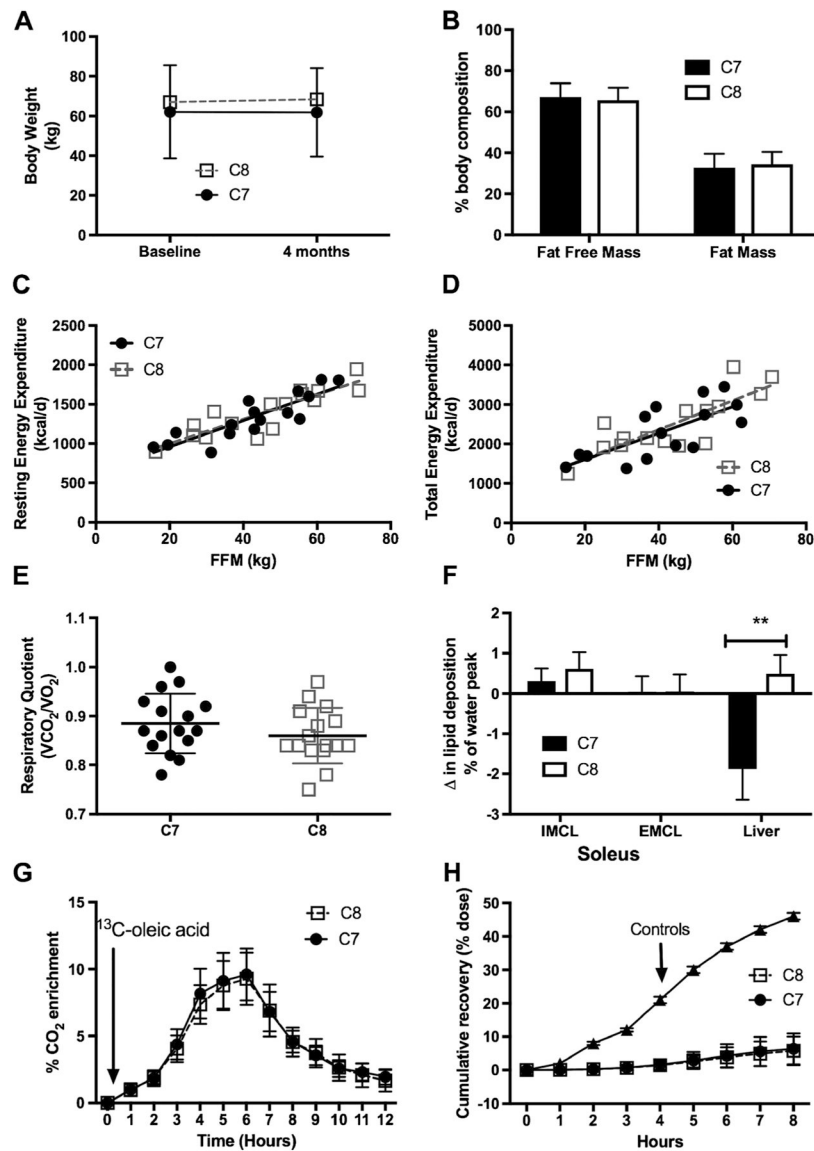 A
Body Weight
(kg)
100
80
60
40
20
0
C8
C7
Baseline
4 months
B
% body composition
100
80
60
40
20
0
C7
C8
Fat Free Mass
Fat Mass
C
Resting Energy Expenditure
(kcal/d)
2500
2000
1500
1000
500
0
C7
C8
0
20
40
60
80
FFM (kg)
D
Total Energy Expenditure
(kcal/d)
5000
4000
3000
2000
1000
0
C8
C7
0
20
40
60
80
FFM (kg)
E
Respiratory Quotient
(VCO2/VO2)
1.1
1.0
0.9
0.8
0.7
C7
C8
F
Δ in lipid deposition
% of water peak
2
1
0
-1
-2
-3
**
C7
C8
IMCL
EMCL
Liver
Soleus
G
% CO2 enrichment
15
10
5
0
13C-oleic acid
C8
C7
0 1 2 3 4 5 6 7 8 9 10 11 12
Time (Hours)
H
Cumulative recovery (% dose)
50
40
30
20
10
0
-10
Controls
C8
C7
0 1 2 3 4 5 6 7 8
Hours